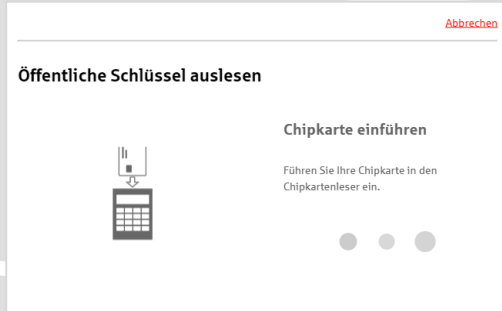 Abbrechen
Öffentliche Schlüssel auslesen
Chipkarte einführen
Führen Sie Ihre Chipkarte in den
Chipkartenleser ein.